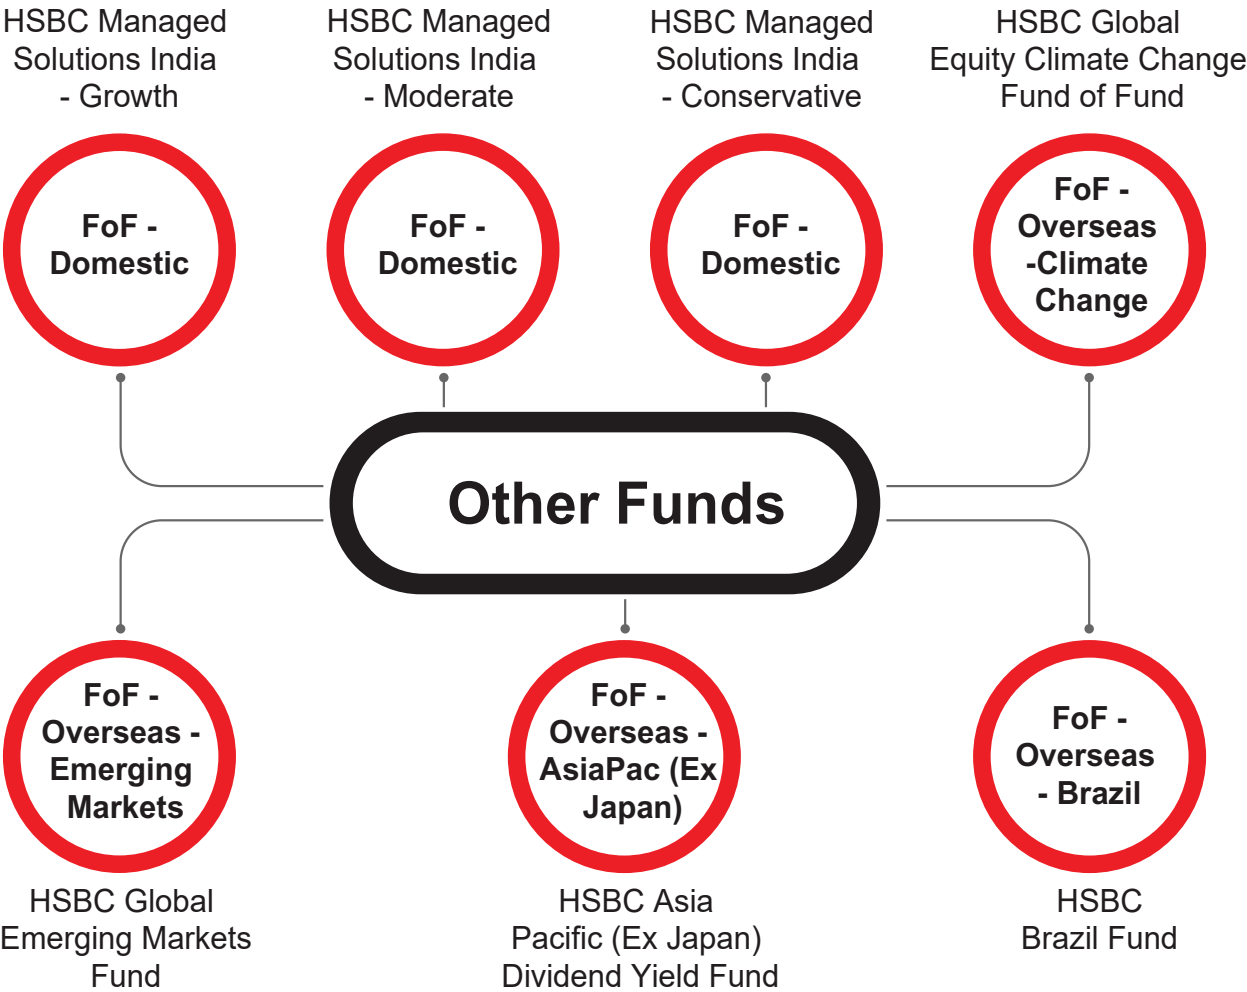 HSBC Managed
Solutions India
- Growth
HSBC Managed
Solutions India
- Moderate
HSBC Managed
Solutions India
- Conservative
HSBC Global
Equity Climate Change
Fund of Fund
FoF -
Domestic
FoF -
Domestic
FoF -
Domestic
FoF -
Overseas
-Climate
Change
Other Funds
FoF -
Overseas -
Emerging
Markets
FoF -
Overseas -
AsiaPac (Ex
Japan)
FoF -
Overseas
- Brazil
HSBC Global
Emerging Markets
Fund
HSBC Asia
Pacific (Ex Japan)
Dividend Yield Fund
HSBC
Brazil Fund